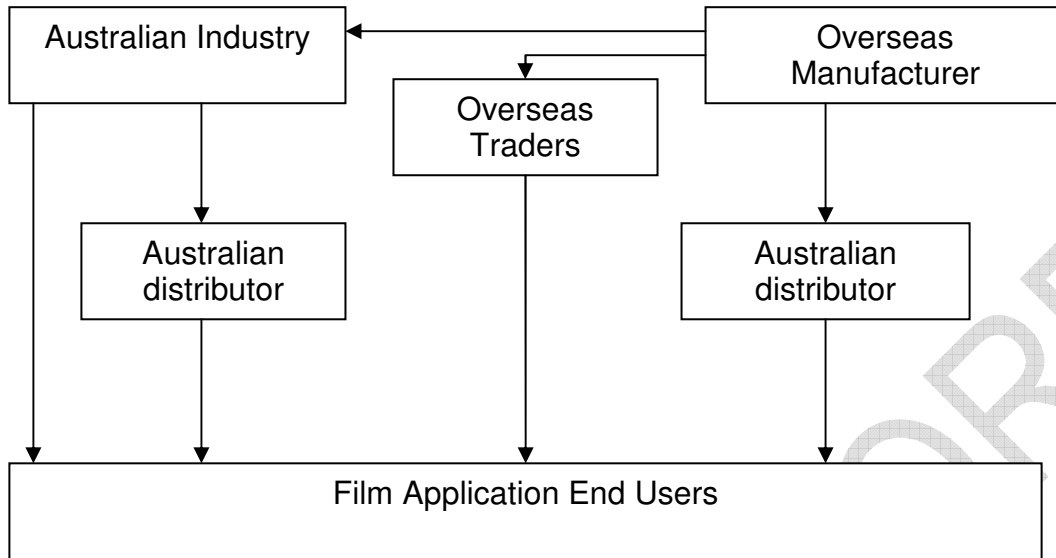 Australian Industry
Overseas
Manufacturer
Overseas
Traders
Australian
distributor
Australian
distributor
Film Application End Users